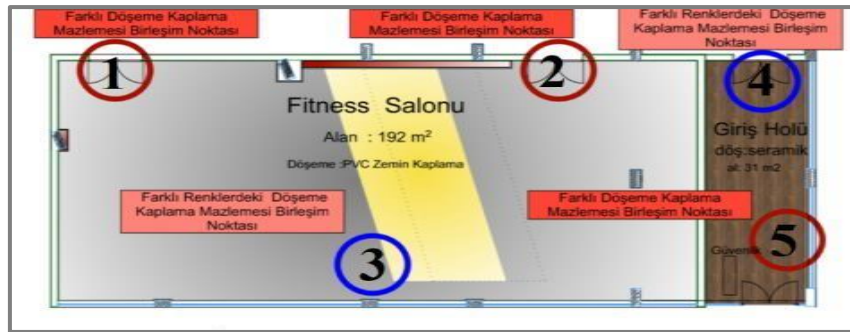 Farklı Döşeme Kaplama
Mazlemesi Birleşim Noktası
Farklı Döşeme Kaplama
Mazlemesi Birleşim Noktası
Farklı Renklerdeki Döşeme
Kaplama Mazlemesi Birleşim
Noktası
1
2
4
Fitness Salonu
Alan : 192 m²
Döşeme :PVC Zemin Kaplama
Giriş Holü
döş:seramik
al: 31 m2
Farklı Renklerdeki Döşeme
Kaplama Mazlemesi Birleşim
Noktası
Farklı Döşeme Kaplama
Mazlemesi Birleşim Noktası
3
5
Güvenlik